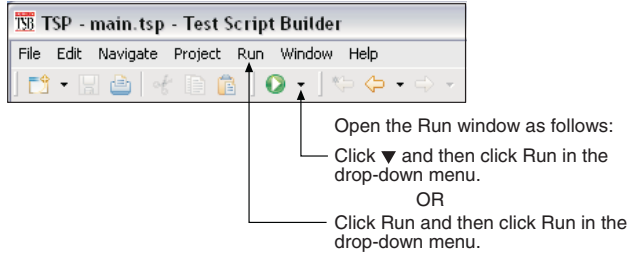 TSB TSP - main.tsp - Test Script Builder
File Edit Navigate Project Run Window Help
Open the Run window as follows:
Click ▼ and then click Run in the
drop-down menu.
OR
Click Run and then click Run in the
drop-down menu.